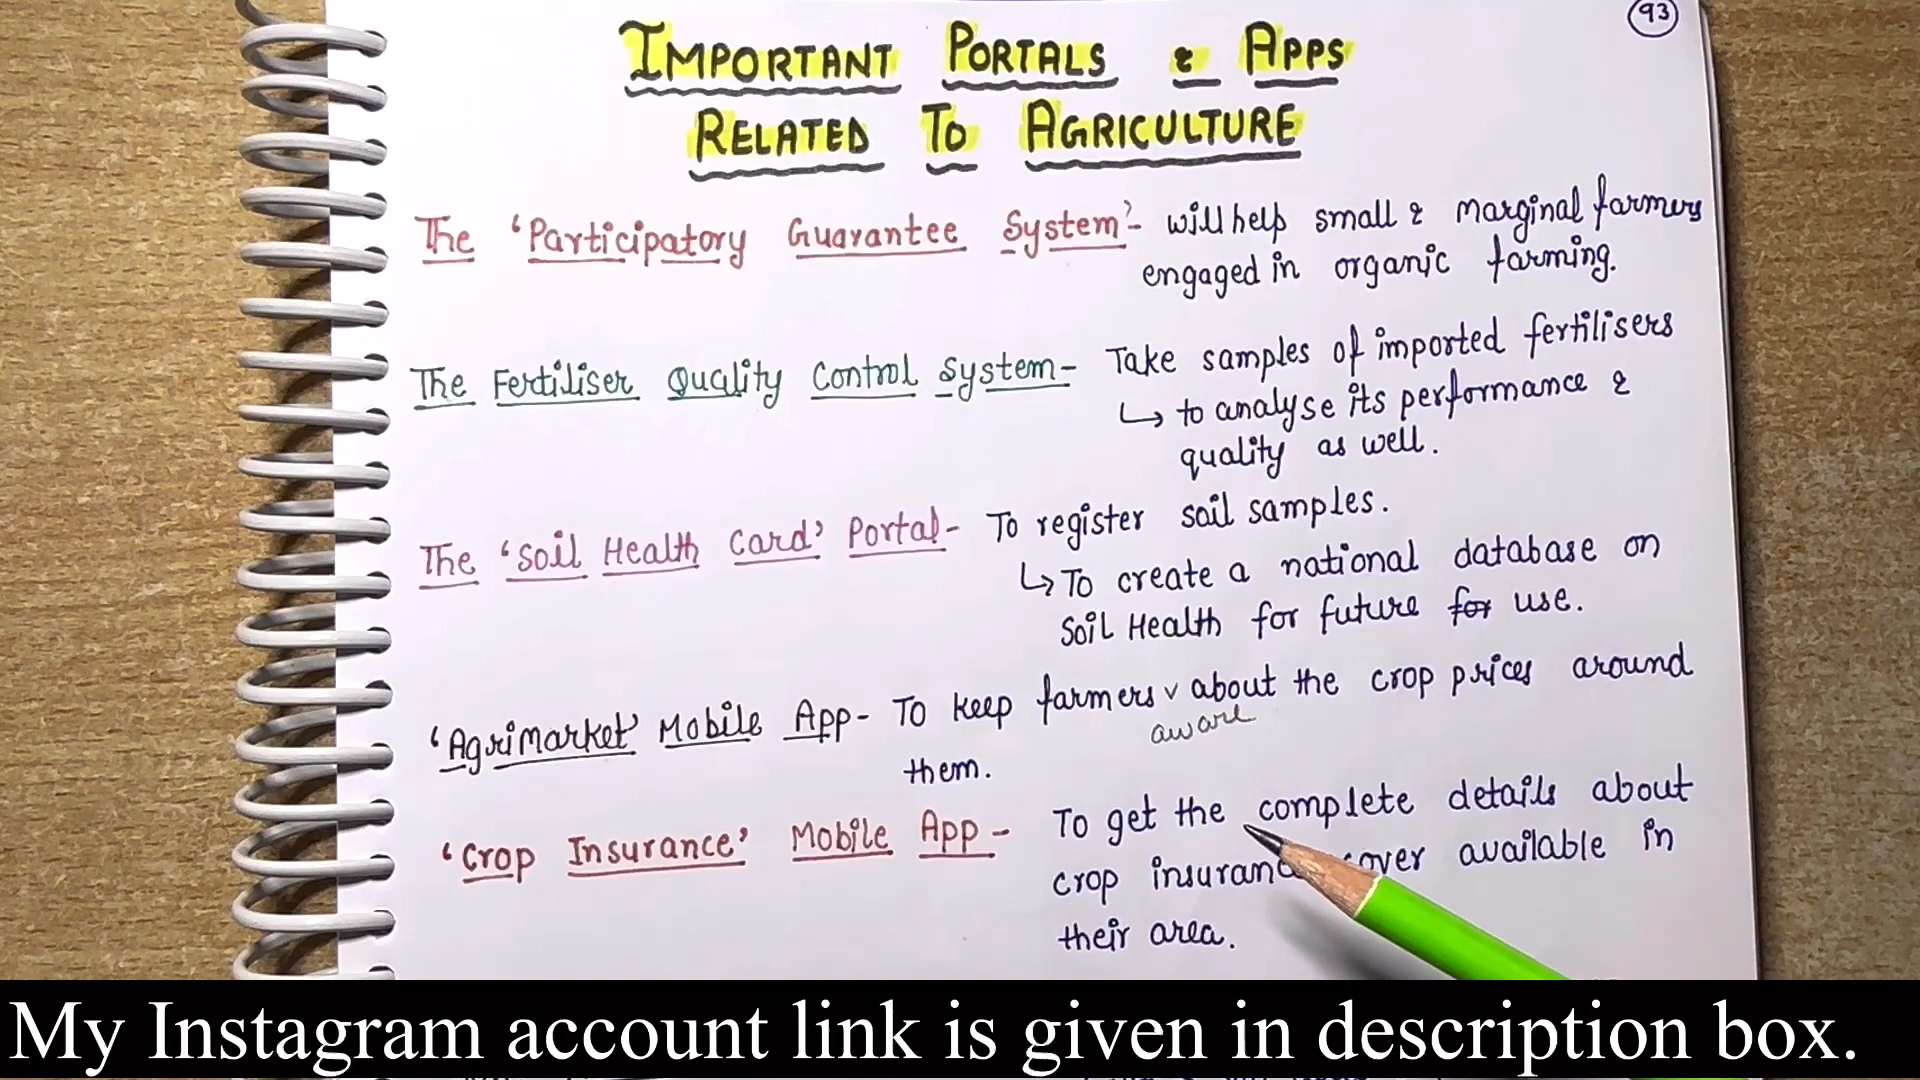 93
IMPORTANT PORTALS & APPS
RELATED TO AGRICULTURE
The 'Participatory Guarantee System'- will help small & marginal farmers
engaged in organic farming.
The Fertiliser Quality Control System- Take samples of imported fertilisers
↳ to analyse its performance &
quality as well.
The 'Soil Health Card' Portal- To register soil samples.
↳ To create a national database on
Soil Health for future for use.
'AgriMarket' Mobile App- To keep farmers ∨ about the crop prices around
aware
them.
'Crop Insurance' Mobile App- To get the complete details about
crop insurance cover available in
their area.
My Instagram account link is given in description box.